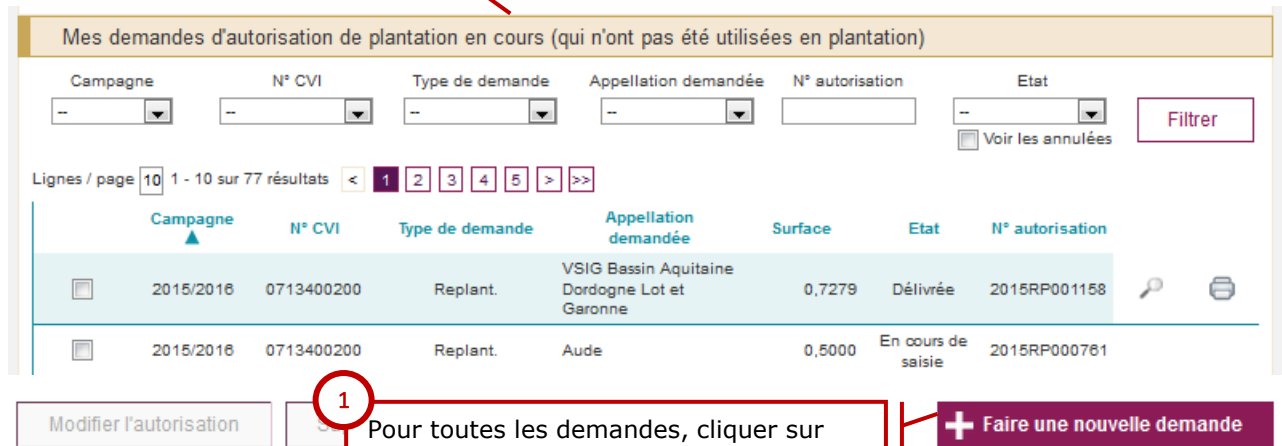 Mes demandes d'autorisation de plantation en cours (qui n'ont pas été utilisées en plantation)
Campagne N° CVI Type de demande Appellation demandée N° autorisation Etat
-- -- -- -- -- Filtrer
Voir les annulées
Lignes / page 10 1 - 10 sur 77 résultats < 1 2 3 4 5 > >>
Campagne N° CVI Type de demande Appellation demandée Surface Etat N° autorisation
2015/2016 0713400200 Replant. VSIG Bassin Aquitaine Dordogne Lot et Garonne 0,7279 Délivrée 2015RP001158
2015/2016 0713400200 Replant. Aude 0,5000 En cours de saisie 2015RP000761
1
Modifier l'autorisation Pour toutes les demandes, cliquer sur Faire une nouvelle demande